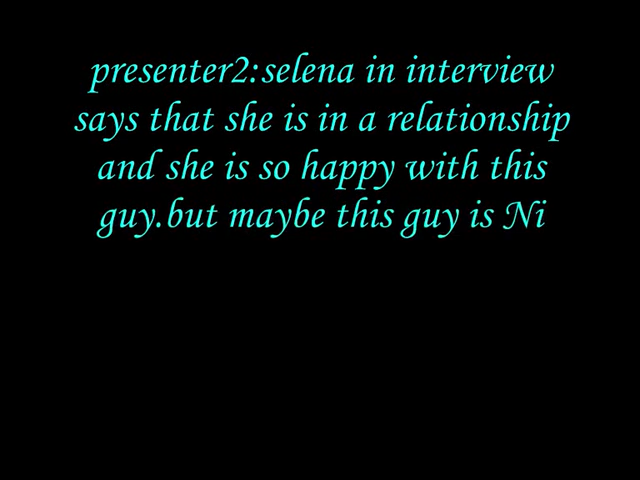 presenter2:selena in interview
says that she is in a relationship
and she is so happy with this
guy.but maybe this guy is Ni